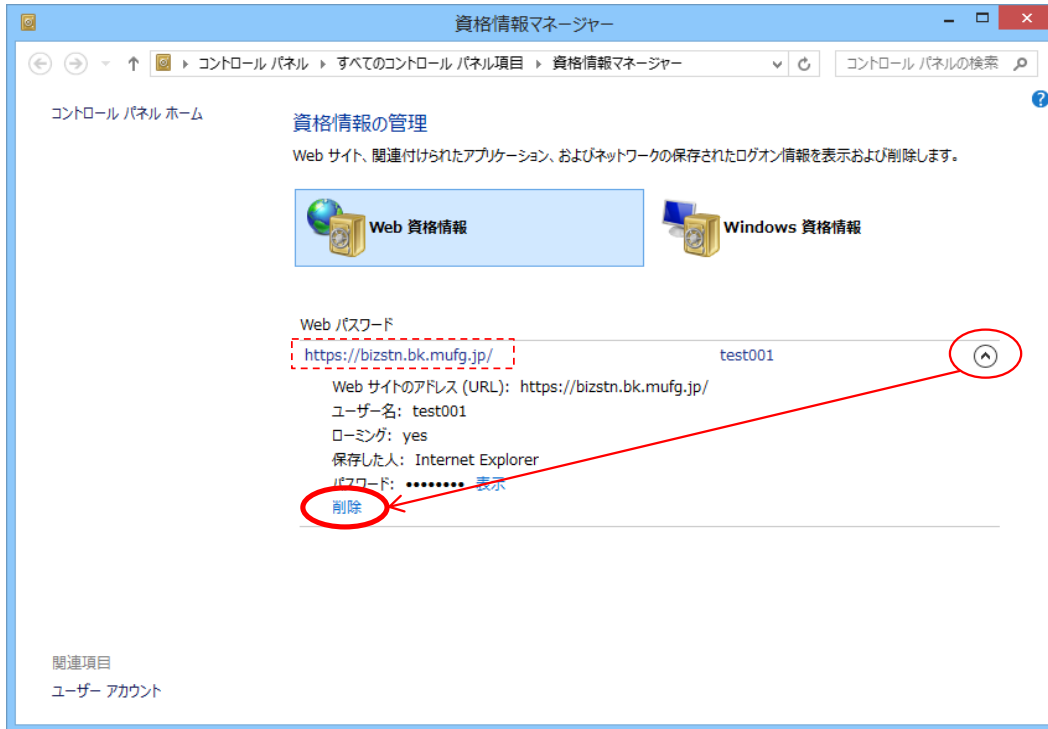 資格情報マネージャー
コントロール パネル ▸ すべてのコントロール パネル項目 ▸ 資格情報マネージャー
コントロール パネルの検索
コントロール パネル ホーム
資格情報の管理
Web サイト、関連付けられたアプリケーション、およびネットワークの保存されたログオン情報を表示および削除します。
Web 資格情報
Windows 資格情報
Web パスワード
https://bizstn.bk.mufg.jp/ test001
Web サイトのアドレス (URL): https://bizstn.bk.mufg.jp/
ユーザー名: test001
ローミング: yes
保存した人: Internet Explorer
パスワード: •••••••• 表示
削除
関連項目
ユーザー アカウント